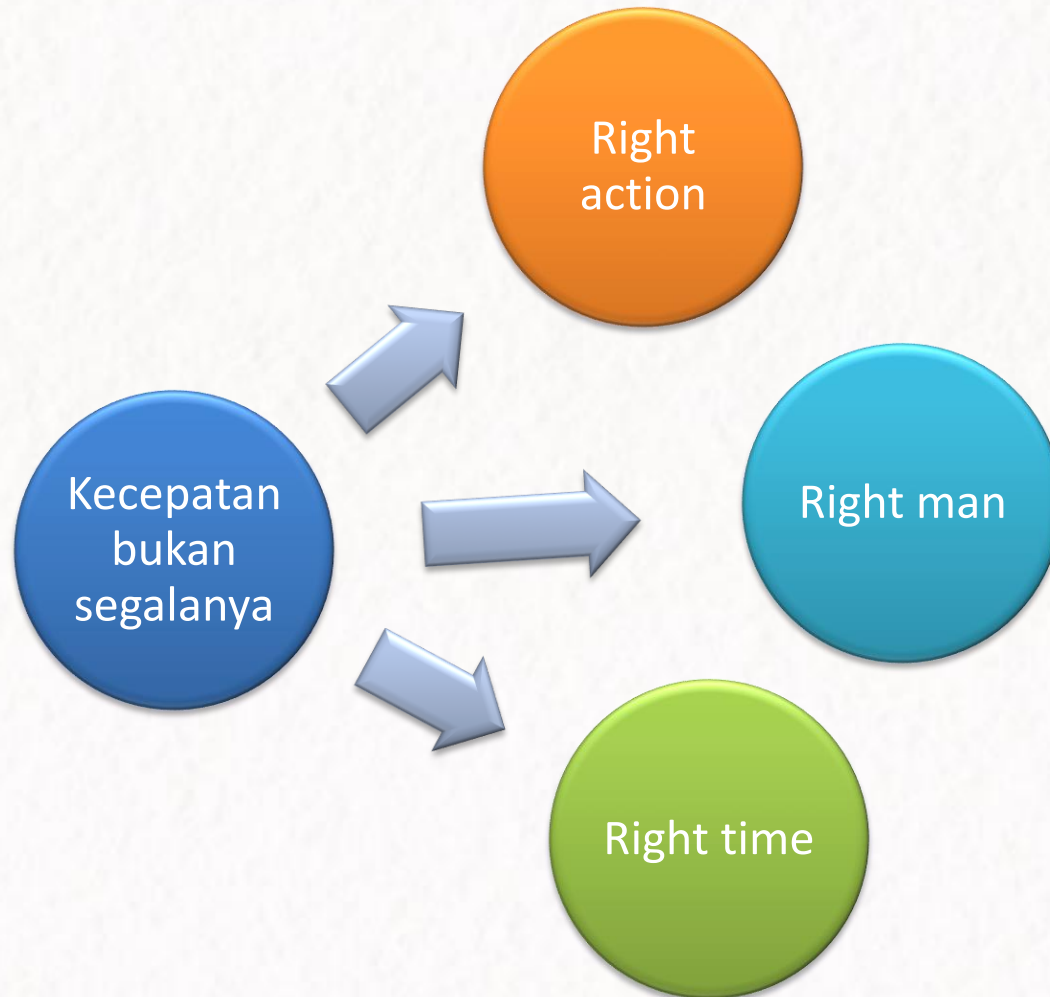 Right
action
Kecepatan
bukan
segalanya
Right man
Right time